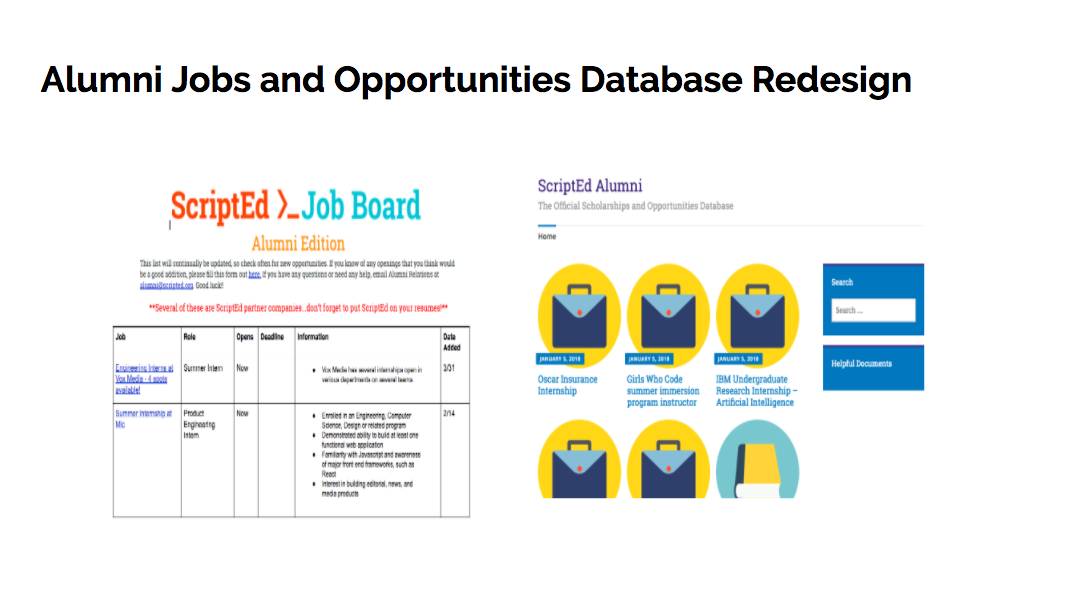 Alumni Jobs and Opportunities Database Redesign
ScriptEd >_Job Board
Alumni Edition
This list will continually be updated, so check often for new opportunities. If you know of any openings that you think would
be a good addition, please fill this form out here. If you have any questions or need any help, email Alumni Relations at
alumni@scripted.org. Good luck!
**Several of these are ScriptEd partner companies...don't forget to put ScriptEd on your resumes!**
Job Role Opens Deadline Information Date
Added
Engineering Interns at
Vox Media - 4 spots
available!
Summer Intern
Now
Vox Media has several internships open in
various departments on several teams
3/31
Summer Internship at
Mic
Product
Engineering
Intern
Now
Enrolled in an Engineering, Computer
Science, Design or related program
Demonstrated ability to build at least one
functional web application
Familiarity with Javascript and awareness
of major front end frameworks, such as
React
Interest in building editorial, news, and
media products
2/14
ScriptEd Alumni
The Official Scholarships and Opportunities Database
Home
JANUARY 5, 2018
Oscar Insurance
Internship
JANUARY 5, 2018
Girls Who Code
summer immersion
program instructor
JANUARY 5, 2018
IBM Undergraduate
Research Internship –
Artificial Intelligence
Search
Search ...
Helpful Documents